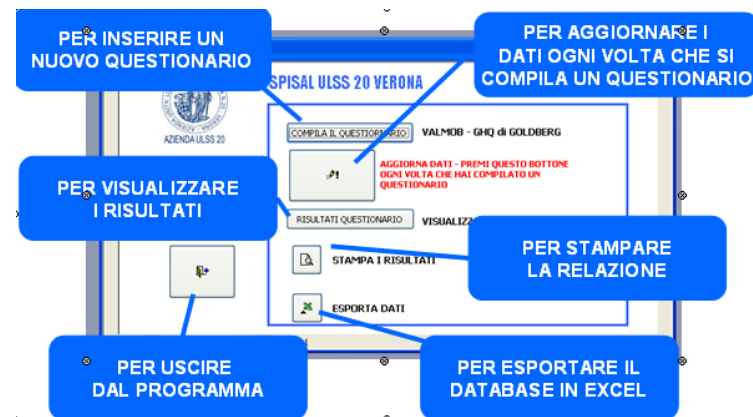 PER INSERIRE UN
NUOVO QUESTIONARIO
PER AGGIORNARE I
DATI OGNI VOLTA CHE SI
COMPILA UN QUESTIONARIO
SPISAL ULSS 20 VERONA
AZIENDA ULSS 20
COMPILA IL QUESTIONARIO
VALMOB - GHQ di GOLDBERG
AGGIORNA DATI - PREMI QUESTO BOTTONE
OGNI VOLTA CHE HAI COMPILATO UN
QUESTIONARIO
PER VISUALIZZARE
I RISULTATI
RISULTATI QUESTIONARIO
VISUALIZZ
PER STAMPARE
LA RELAZIONE
STAMPA I RISULTATI
ESPORTA DATI
PER USCIRE
DAL PROGRAMMA
PER ESPORTARE IL
DATABASE IN EXCEL